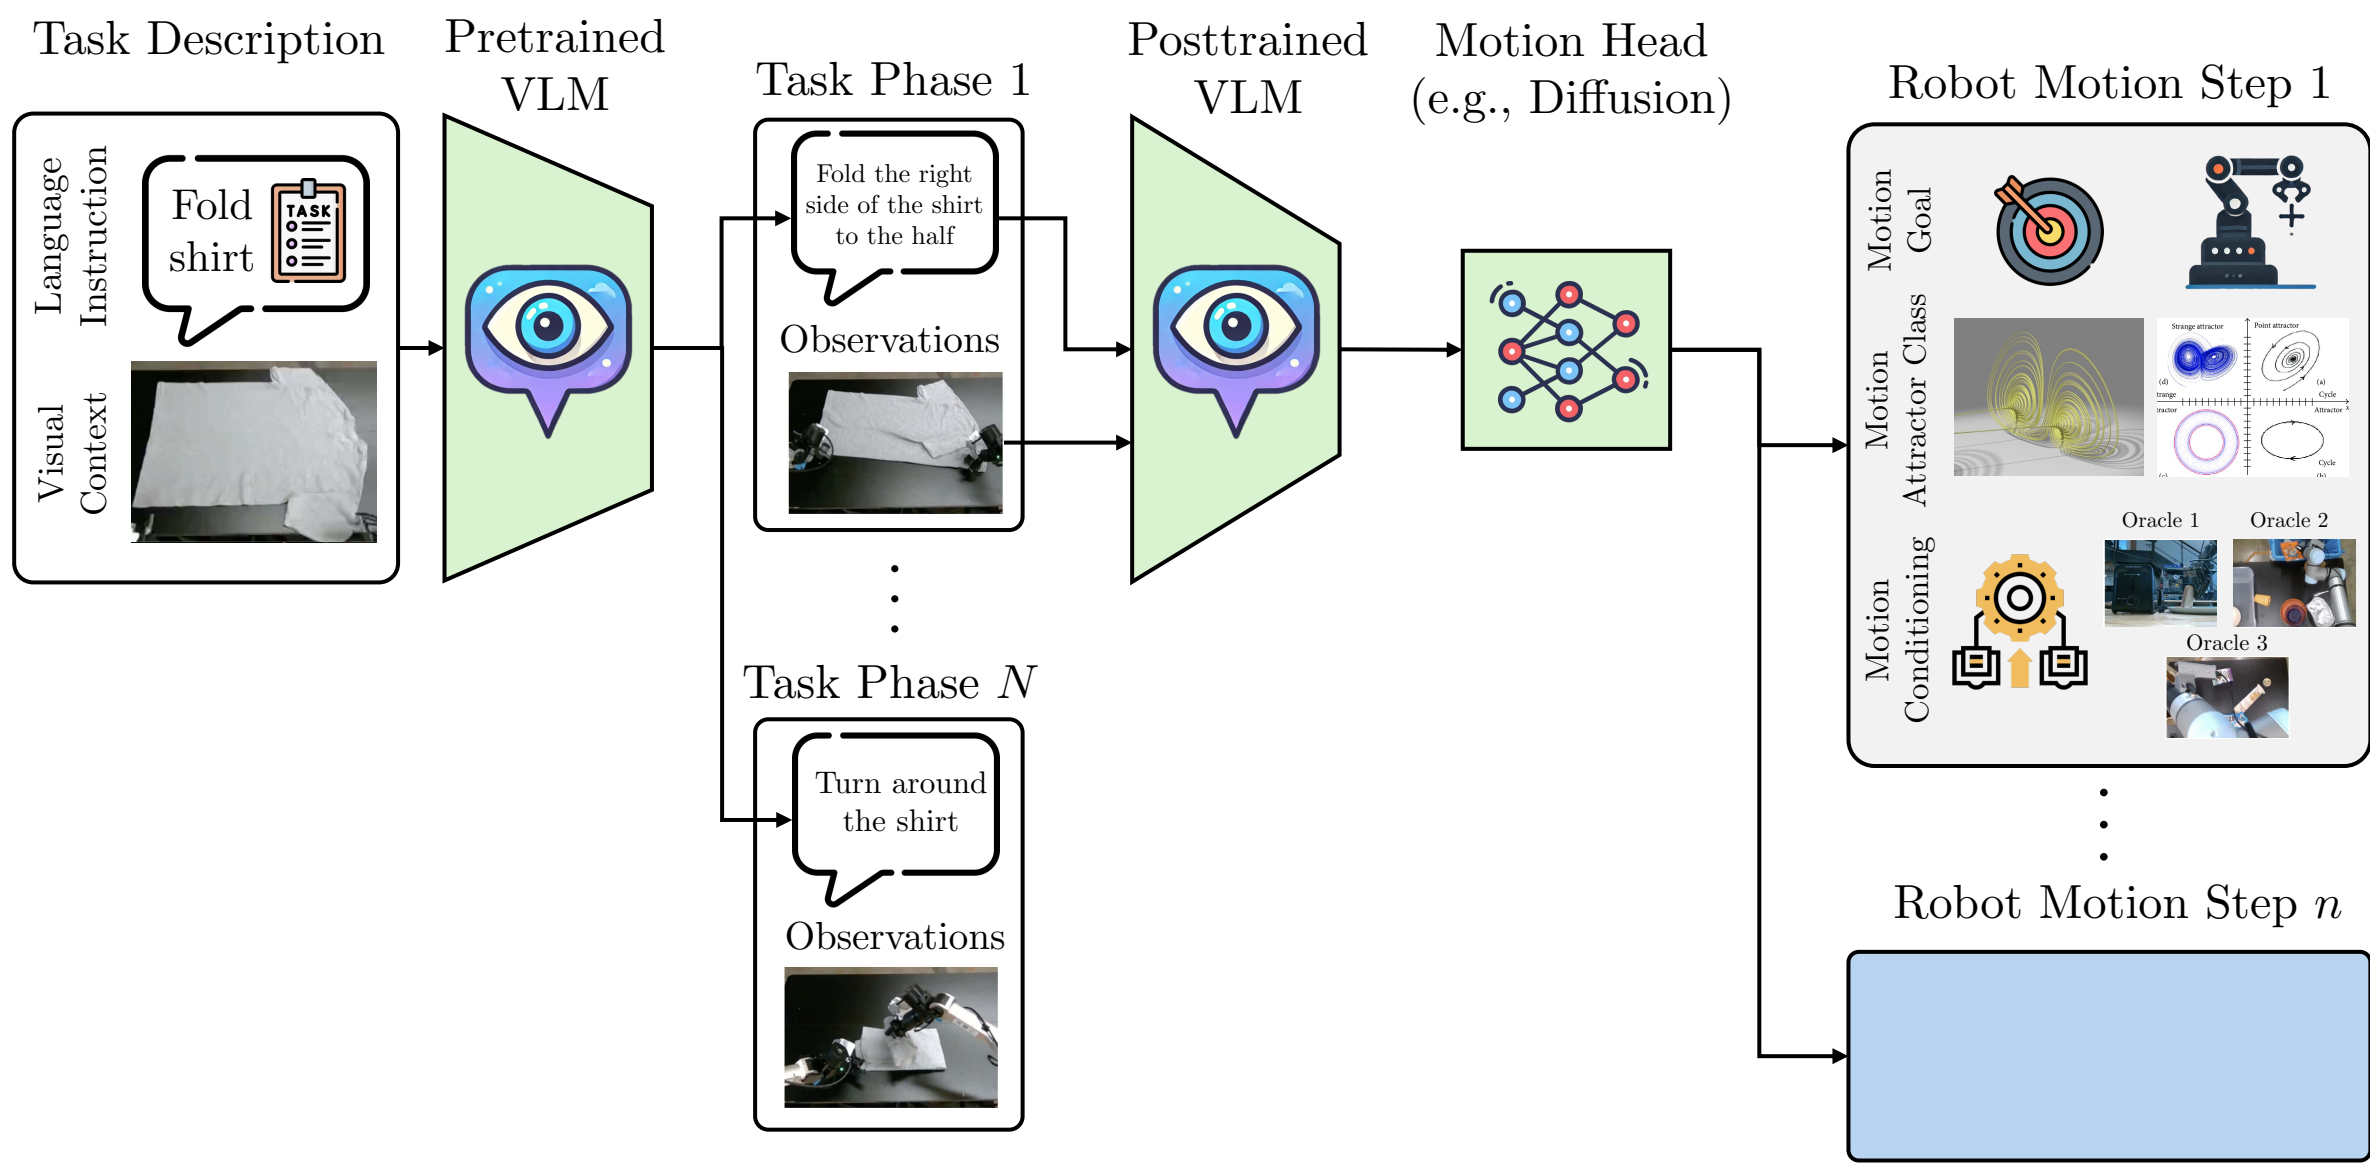 Task Description
Language
Instruction
Fold
shirt
TASK
Visual
Context
Pretrained
VLM
Task Phase 1
Fold the right
side of the shirt
to the half
Observations
Task Phase N
Turn around
the shirt
Observations
Posttrained
VLM
Motion Head
(e.g., Diffusion)
Robot Motion Step 1
Motion
Goal
Motion
Attractor Class
Strange attractor
Point attractor
(d)
(a)
trange
Cycle
ractor
Attractor
x
Cycle
(c)
(b)
Motion
Conditioning
Oracle 1
Oracle 2
Oracle 3
Robot Motion Step n